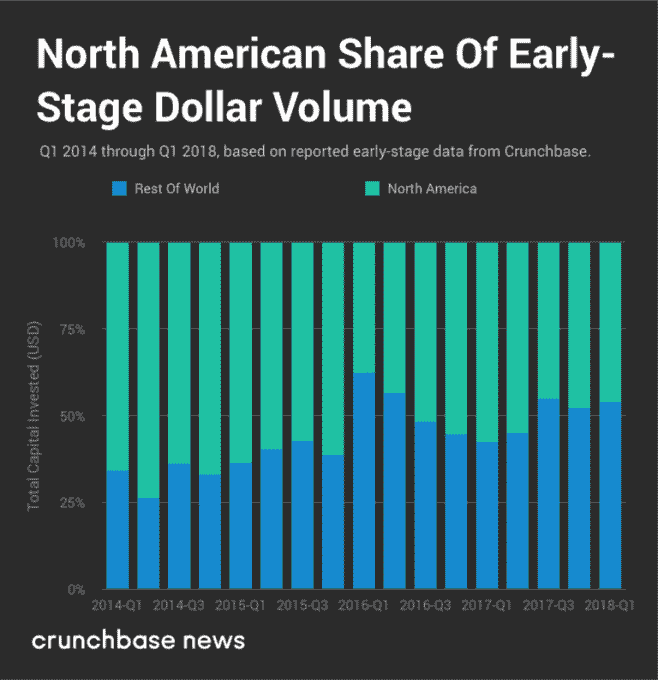 North American Share Of Early-
Stage Dollar Volume
Q1 2014 through Q1 2018, based on reported early-stage data from Crunchbase.
Rest Of World
North America
Total Capital Invested (USD)
100%
75%
50%
25%
0%
2014-Q1 2014-Q3 2015-Q1 2015-Q3 2016-Q1 2016-Q3 2017-Q1 2017-Q3 2018-Q1
crunchbase news